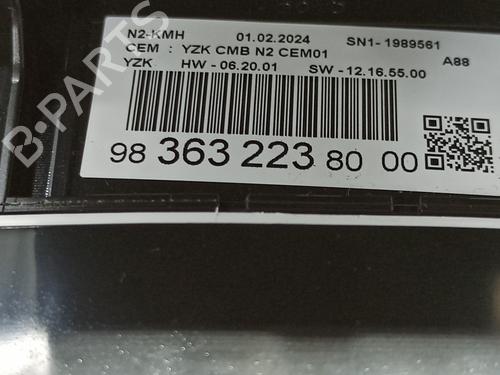 N2-KMH 01.02.2024 SN1-1989561
CEM : YZK CMB N2 CEM01 A88
YZK HW - 06.20.01 SW - 12.16.55.00
98 363 223 80 00
B-PARTS